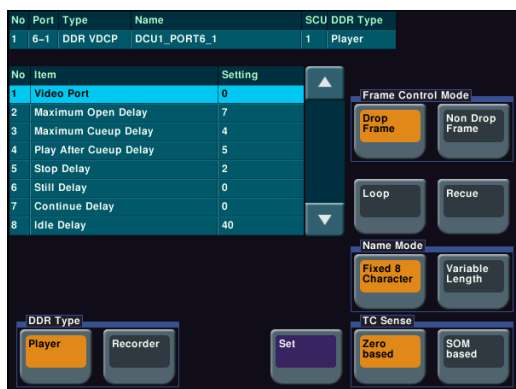 No Port Type Name SCU DDR Type
1 6-1 DDR VDCP DCU1_PORT6_1 1 Player
No Item Setting
1 Video Port 0
2 Maximum Open Delay 7
3 Maximum Cueup Delay 4
4 Play After Cueup Delay 5
5 Stop Delay 2
6 Still Delay 0
7 Continue Delay 0
8 Idle Delay 40
Frame Control Mode
Drop Frame
Non Drop Frame
Loop
Recue
Name Mode
Fixed 8 Character
Variable Length
DDR Type
Player
Recorder
Set
TC Sense
Zero based
SOM based